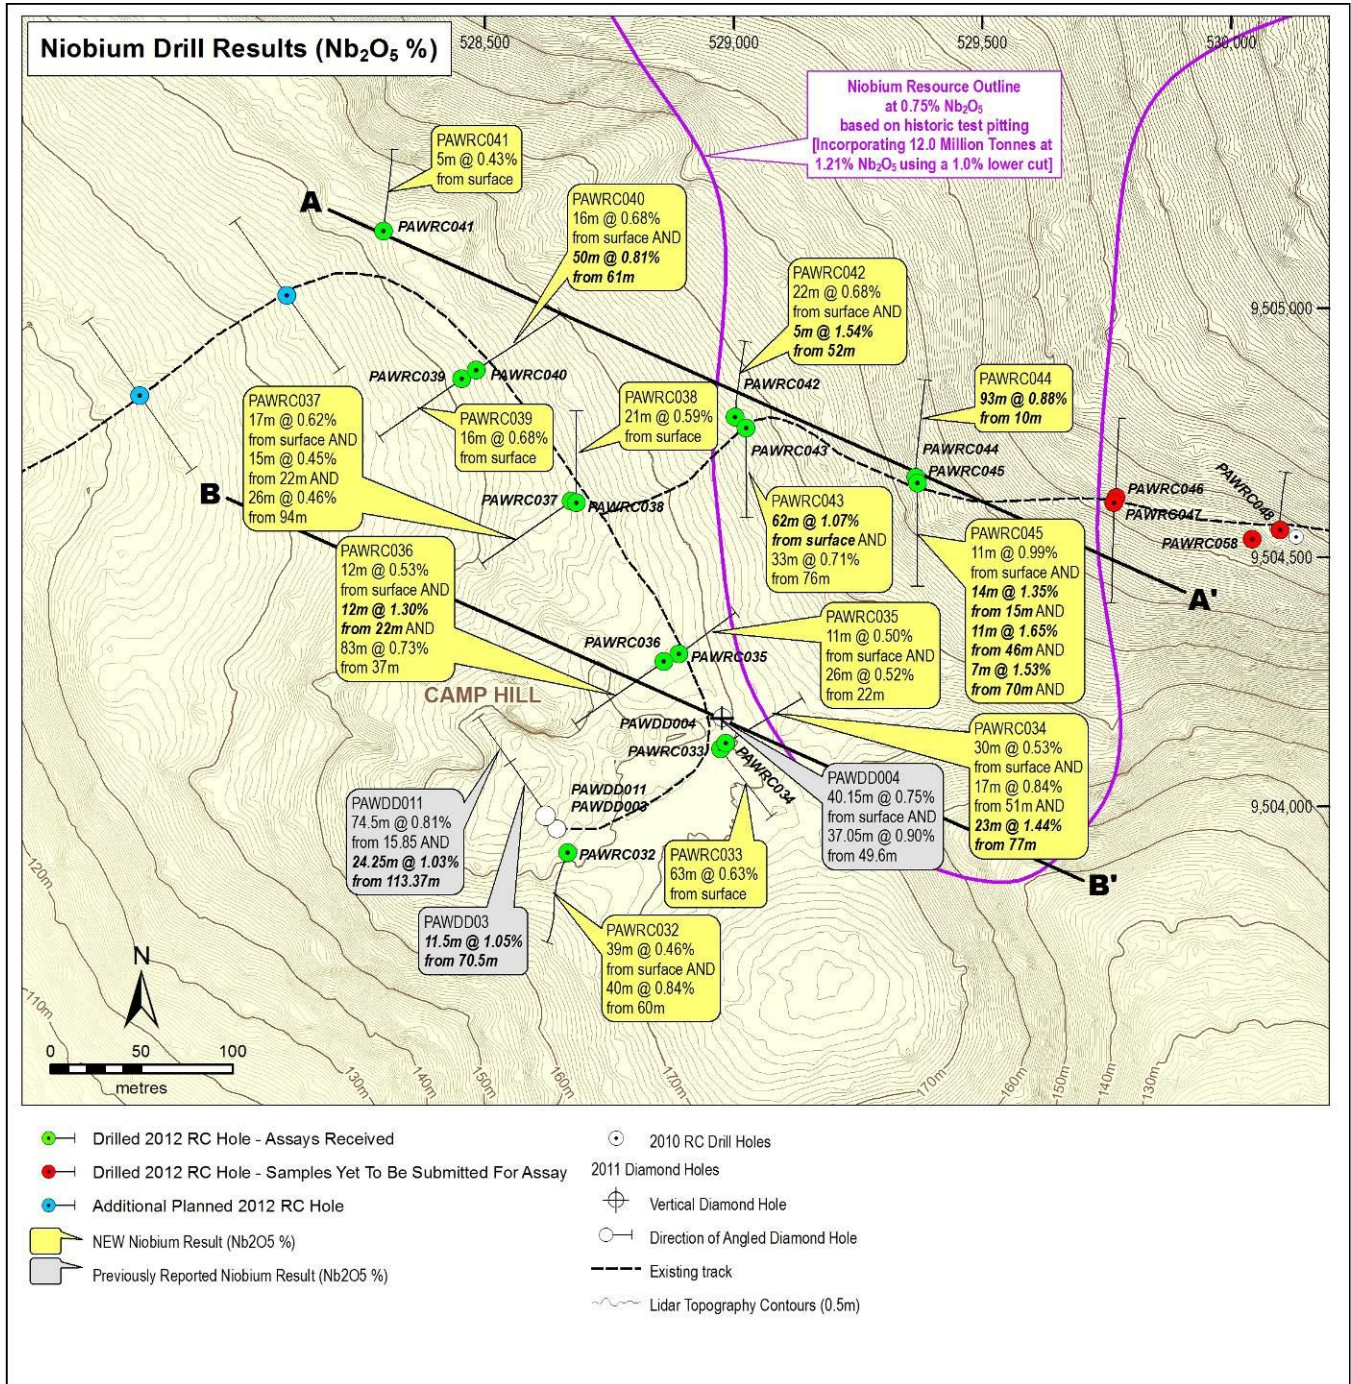 Niobium Drill Results (Nb₂O₅ %)
528,500
529,000
529,500
530,000
Niobium Resource Outline
at 0.75% Nb₂O₅
based on historic test pitting
[Incorporating 12.0 Million Tonnes at
1.21% Nb₂O₅ using a 1.0% lower cut]
PAWRC041
5m @ 0.43%
from surface
A
PAWRC041
PAWRC040
16m @ 0.68%
from surface AND
50m @ 0.81%
from 61m
PAWRC042
22m @ 0.68%
from surface AND
5m @ 1.54%
from 52m
9,505,000
PAWRC039
PAWRC040
PAWRC042
PAWRC044
93m @ 0.88%
from 10m
PAWRC037
17m @ 0.62%
from surface AND
15m @ 0.45%
from 22m AND
26m @ 0.46%
from 94m
PAWRC039
16m @ 0.68%
from surface
PAWRC038
21m @ 0.59%
from surface
PAWRC043
PAWRC044
PAWRC045
B
PAWRC037
PAWRC038
PAWRC043
62m @ 1.07%
from surface AND
33m @ 0.71%
from 76m
PAWRC046
PAWRC047
PAWRC048
PAWRC058
9,504,500
PAWRC045
11m @ 0.99%
from surface AND
14m @ 1.35%
from 15m AND
11m @ 1.65%
from 46m AND
7m @ 1.53%
from 70m AND
A'
PAWRC036
12m @ 0.53%
from surface AND
12m @ 1.30%
from 22m AND
83m @ 0.73%
from 37m
PAWRC036
PAWRC035
PAWRC035
11m @ 0.50%
from surface AND
26m @ 0.52%
from 22m
CAMP HILL
PAWDD004
PAWRC033
PAWRC034
PAWRC034
30m @ 0.53%
from surface AND
17m @ 0.84%
from 51m AND
23m @ 1.44%
from 77m
PAWDD004
40.15m @ 0.75%
from surface AND
37.05m @ 0.90%
from 49.6m
9,504,000
PAWDD011
PAWDD003
PAWDD011
74.5m @ 0.81%
from 15.85 AND
24.25m @ 1.03%
from 113.37m
PAWRC032
PAWRC033
63m @ 0.63%
from surface
B'
PAWDD03
11.5m @ 1.05%
from 70.5m
PAWRC032
39m @ 0.46%
from surface AND
40m @ 0.84%
from 60m
120m
110m
N
0 50 100
metres
130m
140m
150m
160m
170m
170m
160m
150m
140m
130m
Drilled 2012 RC Hole - Assays Received
Drilled 2012 RC Hole - Samples Yet To Be Submitted For Assay
Additional Planned 2012 RC Hole
NEW Niobium Result (Nb2O5 %)
Previously Reported Niobium Result (Nb2O5 %)
2010 RC Drill Holes
2011 Diamond Holes
Vertical Diamond Hole
Direction of Angled Diamond Hole
Existing track
Lidar Topography Contours (0.5m)